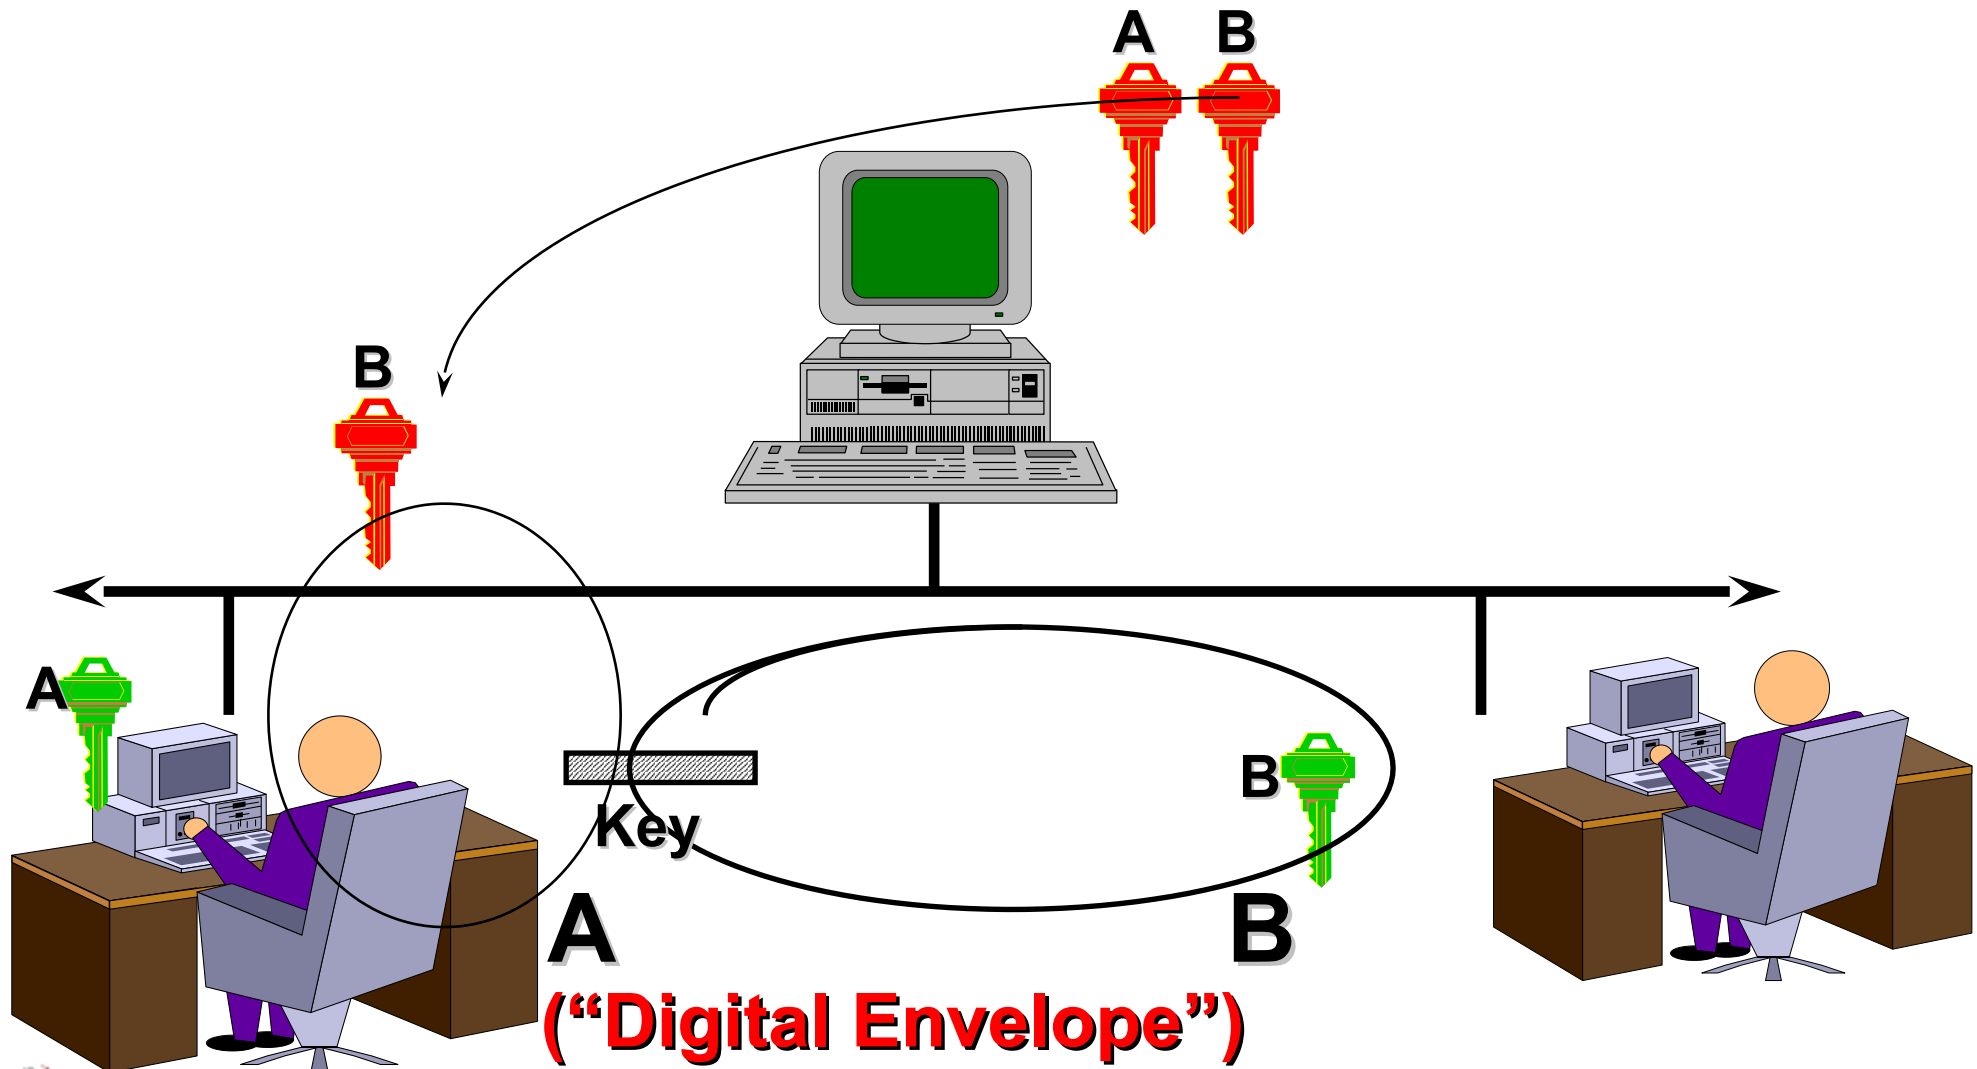 A B
B
A
B
Key
A B
(“Digital Envelope”)